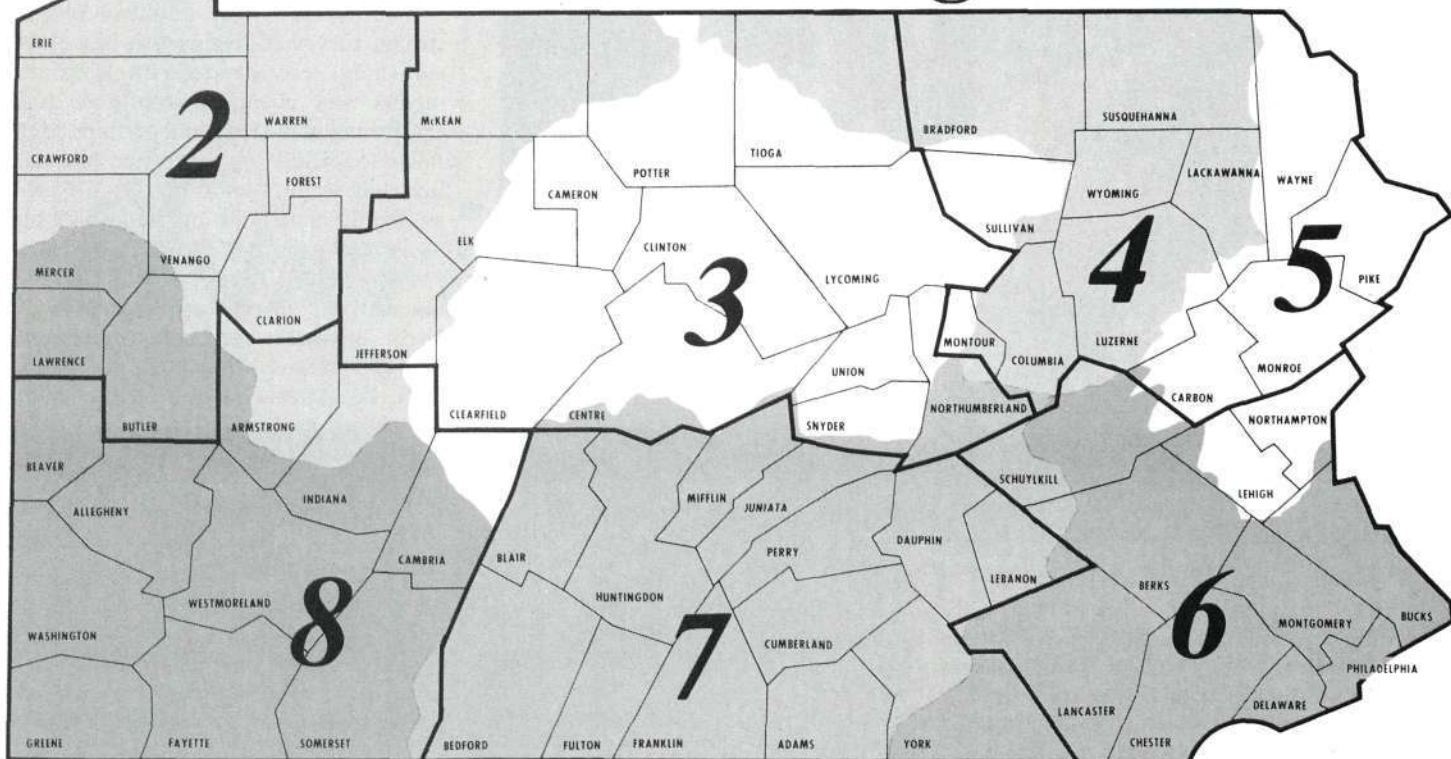 ERIE
WARREN
McKEAN
BRADFORD
SUSQUEHANNA
2
CRAWFORD
FOREST
CAMERON
POTTER
TIOGA
WYOMING
LACKAWANNA
WAYNE
MERCER
VENANGO
ELK
CLINTON
SULLIVAN
4
5
PIKE
3
LYCOMING
CLARION
LAWRENCE
JEFFERSON
UNION
MONTOUR
COLUMBIA
LUZERNE
MONROE
BUTLER
ARMSTRONG
CLEARFIELD
CENTRE
SNYDER
NORTHUMBERLAND
CARBON
NORTHAMPTON
BEAVER
ALLEGHENY
INDIANA
MIFFLIN
JUNIATA
SCHUYLKILL
LEHIGH
CAMBRIA
BLAIR
PERRY
DAUPHIN
LEBANON
BERKS
WESTMORELAND
HUNTINGDON
WASHINGTON
8
7
CUMBERLAND
6
MONTGOMERY
BUCKS
PHILADELPHIA
LANCASTER
DELAWARE
GREENE
FAYETTE
SOMERSET
BEDFORD
FULTON
FRANKLIN
ADAMS
YORK
CHESTER